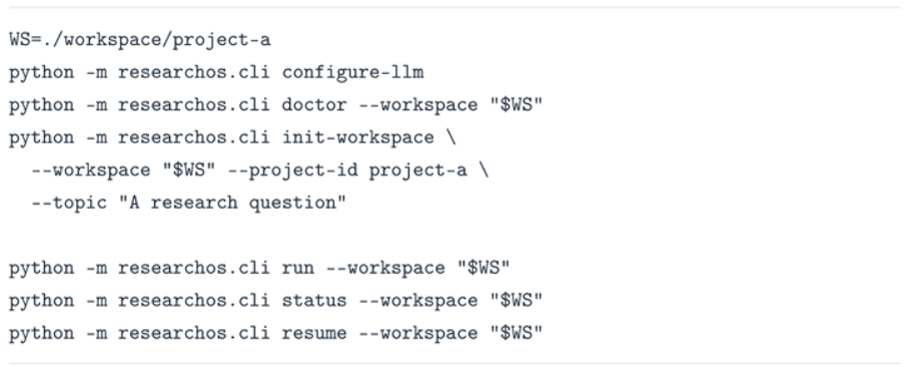 WS=./workspace/project-a
python -m researchos.cli configure-llm
python -m researchos.cli doctor --workspace "$WS"
python -m researchos.cli init-workspace \
  --workspace "$WS" --project-id project-a \
  --topic "A research question"

python -m researchos.cli run --workspace "$WS"
python -m researchos.cli status --workspace "$WS"
python -m researchos.cli resume --workspace "$WS"